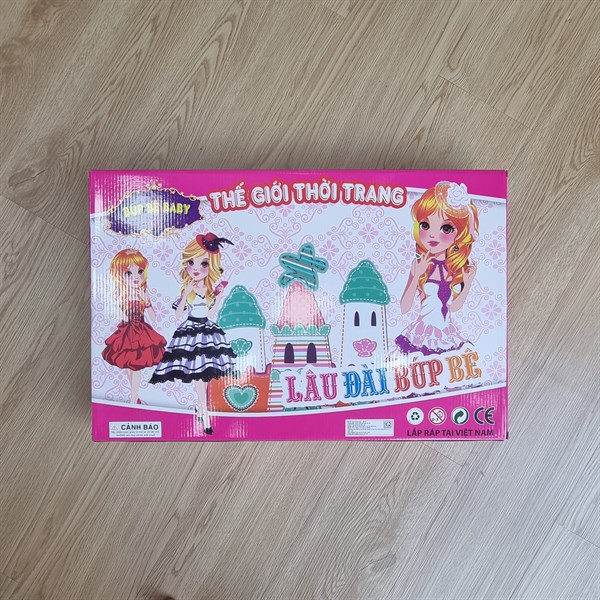 THẾ GIỚI THỜI TRANG
BÚP BÊ BABY
LÂU ĐÀI BÚP BÊ
CẢNH BÁO
CE
LẮP RÁP TẠI VIỆT NAM